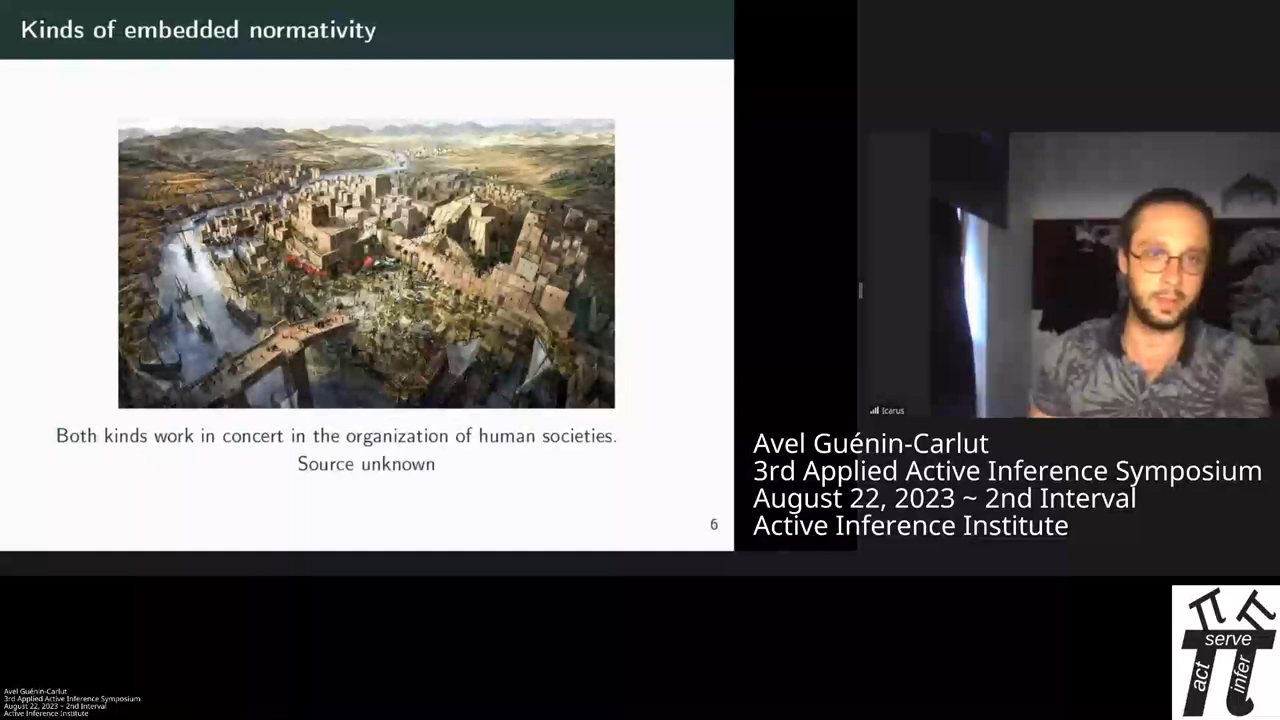 Kinds of embedded normativity
Both kinds work in concert in the organization of human societies.
Source unknown
6
Icarus
Avel Guénin-Carlut
3rd Applied Active Inference Symposium
August 22, 2023 ~ 2nd Interval
Active Inference Institute
serve
act
infer
Avel Guénin-Carlut
3rd Applied Active Inference Symposium
August 22, 2023 ~ 2nd Interval
Active Inference Institute